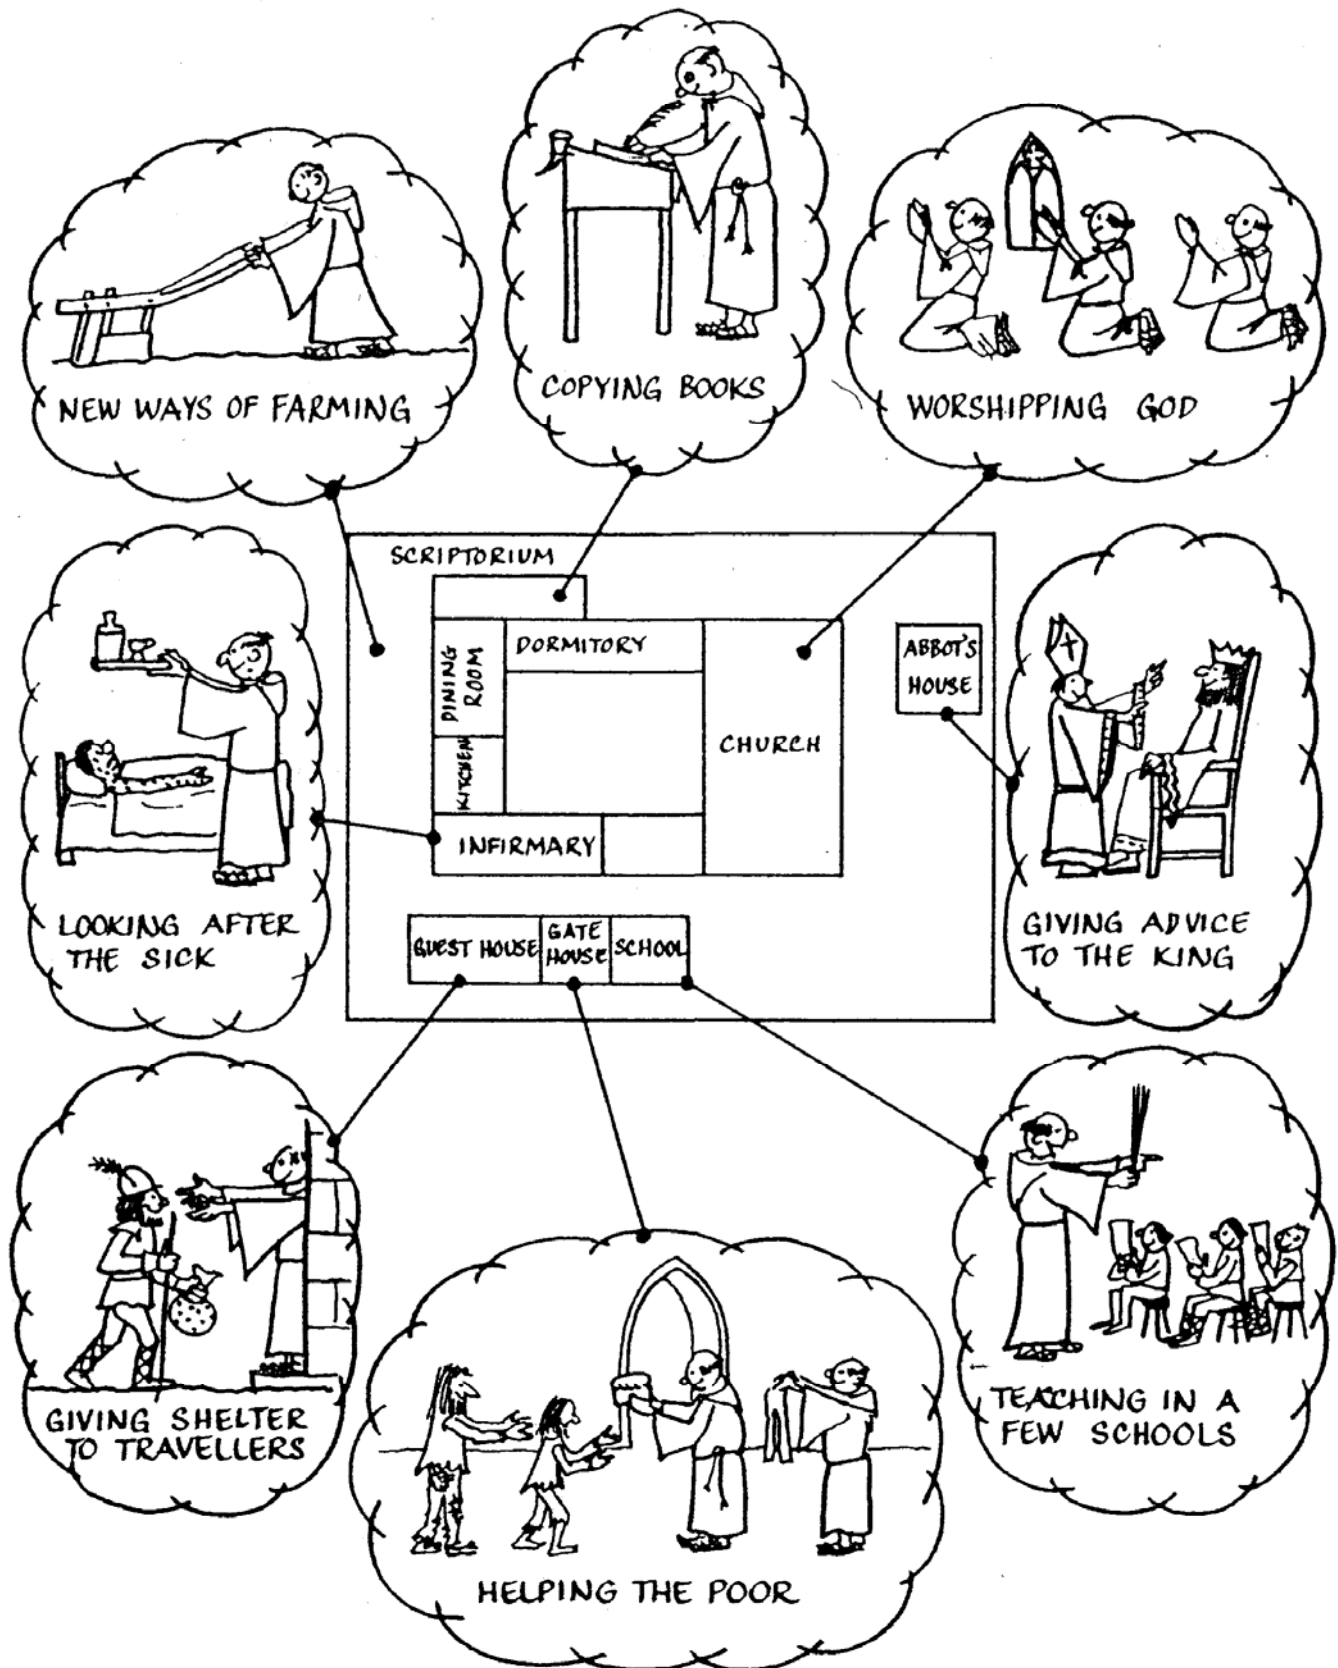 COPYING BOOKS
NEW WAYS OF FARMING
WORSHIPPING GOD
SCRIPTORIUM
DINING
ROOM
DORMITORY
KITCHEN
CHURCH
ABBOT'S
HOUSE
INFIRMARY
LOOKING AFTER
THE SICK
GIVING ADVICE
TO THE KING
GUEST HOUSE
GATE
HOUSE
SCHOOL
GIVING SHELTER
TO TRAVELLERS
TEACHING IN A
FEW SCHOOLS
HELPING THE POOR